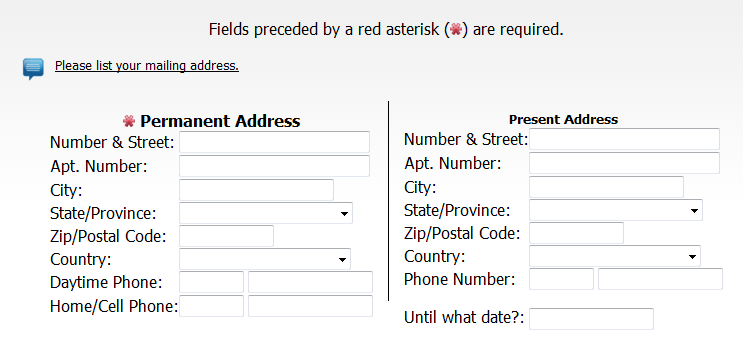 Fields preceded by a red asterisk (*) are required.
Please list your mailing address.
* Permanent Address
Number & Street:
Apt. Number:
City:
State/Province:
Zip/Postal Code:
Country:
Daytime Phone:
Home/Cell Phone:
Present Address
Number & Street:
Apt. Number:
City:
State/Province:
Zip/Postal Code:
Country:
Phone Number:
Until what date?: